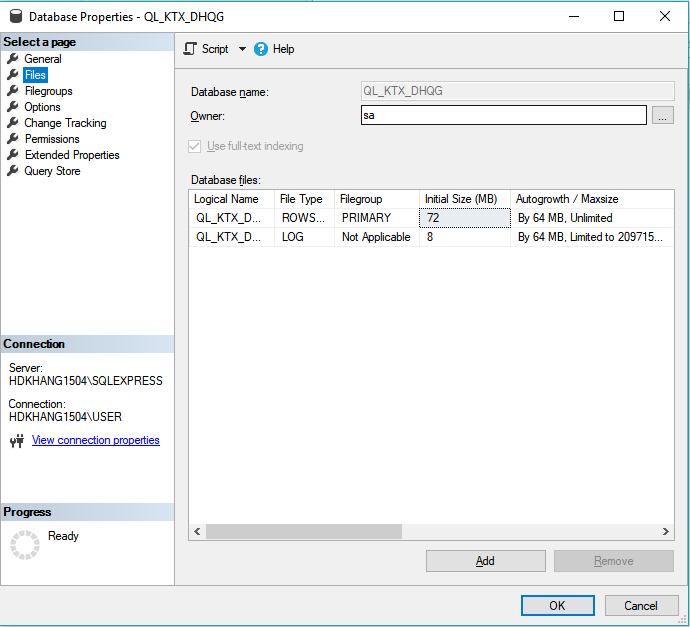 Database Properties - QL_KTX_DHQG
Select a page
General
Files
Filegroups
Options
Change Tracking
Permissions
Extended Properties
Query Store
Connection
Server:
HDKHANG1504\SQLEXPRESS
Connection:
HDKHANG1504\USER
View connection properties
Progress
Ready
Script
? Help
Database name: QL_KTX_DHQG
Owner: sa ...
Use full-text indexing
Database files:
Logical Name File Type Filegroup Initial Size (MB) Autogrowth / Maxsize
QL_KTX_D... ROWS... PRIMARY 72 By 64 MB, Unlimited
QL_KTX_D... LOG Not Applicable 8 By 64 MB, Limited to 209715...
Add Remove
OK Cancel